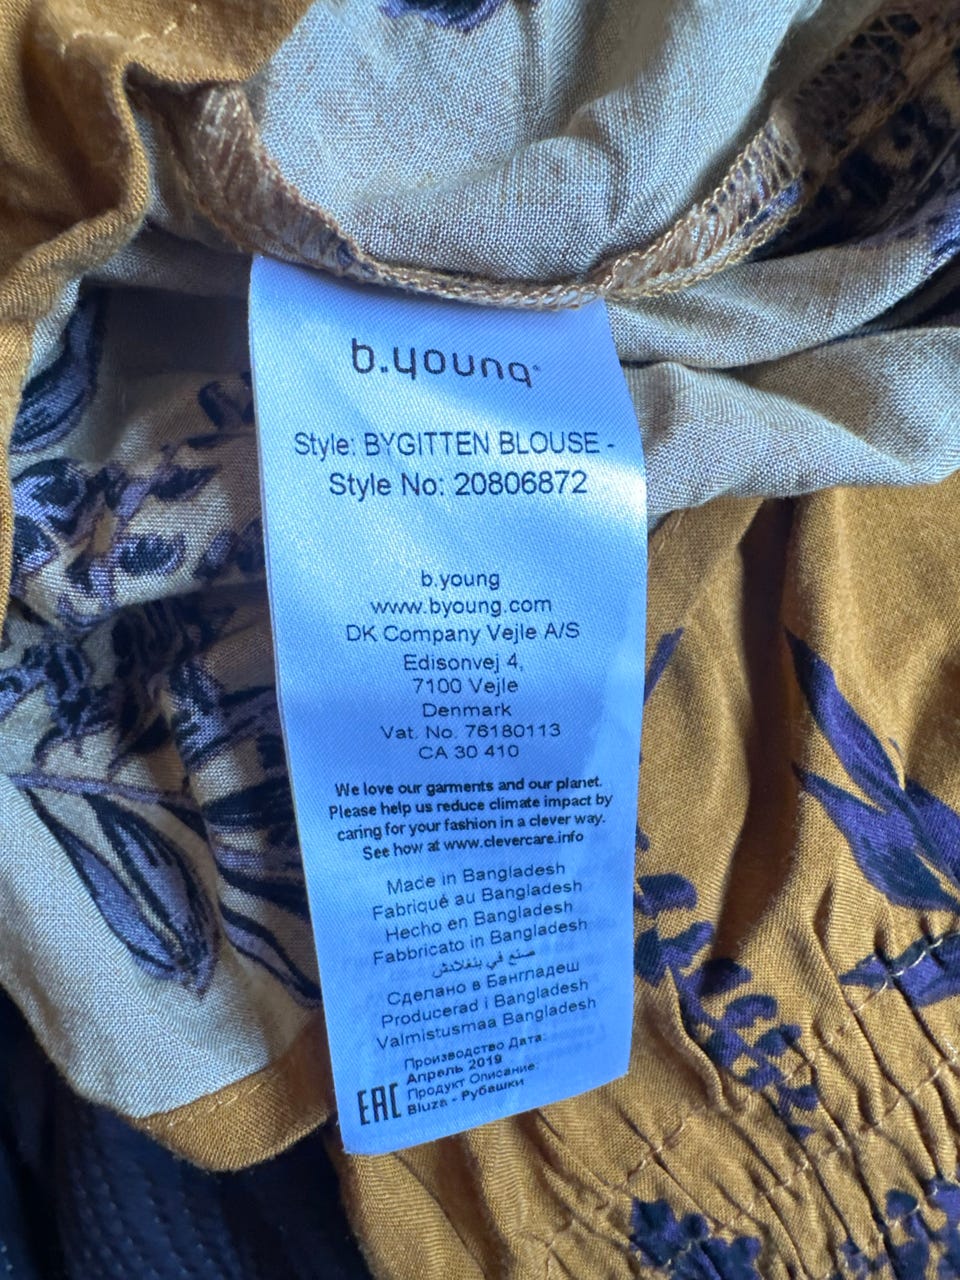 b.young®
Style: BYGITTEN BLOUSE -
Style No: 20806872
b.young
www.byoung.com
DK Company Vejle A/S
Edisonvej 4,
7100 Vejle
Denmark
Vat. No. 76180113
CA 30 410
We love our garments and our planet.
Please help us reduce climate impact by
caring for your fashion in a clever way.
See how at www.clevercare.info
Made in Bangladesh
Fabriqué au Bangladesh
Hecho en Bangladesh
Fabbricato in Bangladesh
صنع في بنغلادش
Сделано в Бангладеш
Producerad i Bangladesh
Valmistusmaa Bangladesh
Производство Дата:
Апрель 2019
Продукт Описание:
Bluza - Рубашки
EAC